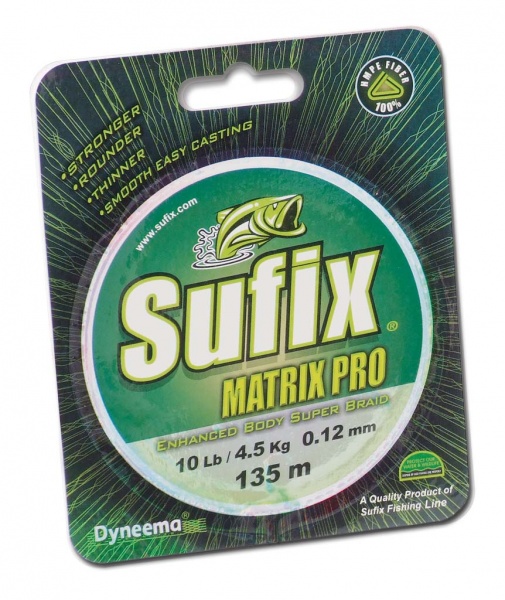 HMPE FIBER
100%
• STRONGER
• ROUNDER
• THINNER
• SMOOTH EASY CASTING
www.sufix.com
Sufix®
MATRIX PRO
ENHANCED BODY SUPER BRAID
10 Lb / 4.5 Kg 0.12 mm
135 m
Dyneema®
A Quality Product of
Sufix Fishing Line